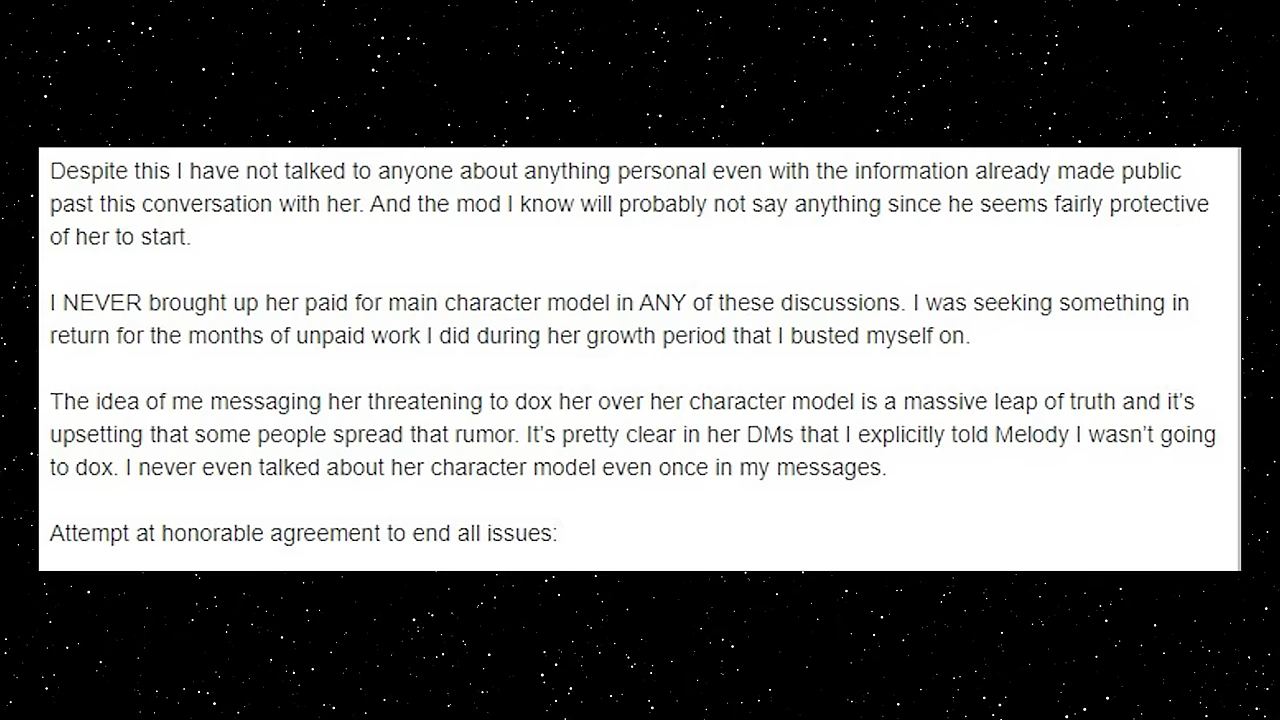 Despite this I have not talked to anyone about anything personal even with the information already made public
past this conversation with her. And the mod I know will probably not say anything since he seems fairly protective
of her to start.
I NEVER brought up her paid for main character model in ANY of these discussions. I was seeking something in
return for the months of unpaid work I did during her growth period that I busted myself on.
The idea of me messaging her threatening to dox her over her character model is a massive leap of truth and it’s
upsetting that some people spread that rumor. It’s pretty clear in her DMs that I explicitly told Melody I wasn’t going
to dox. I never even talked about her character model even once in my messages.
Attempt at honorable agreement to end all issues: